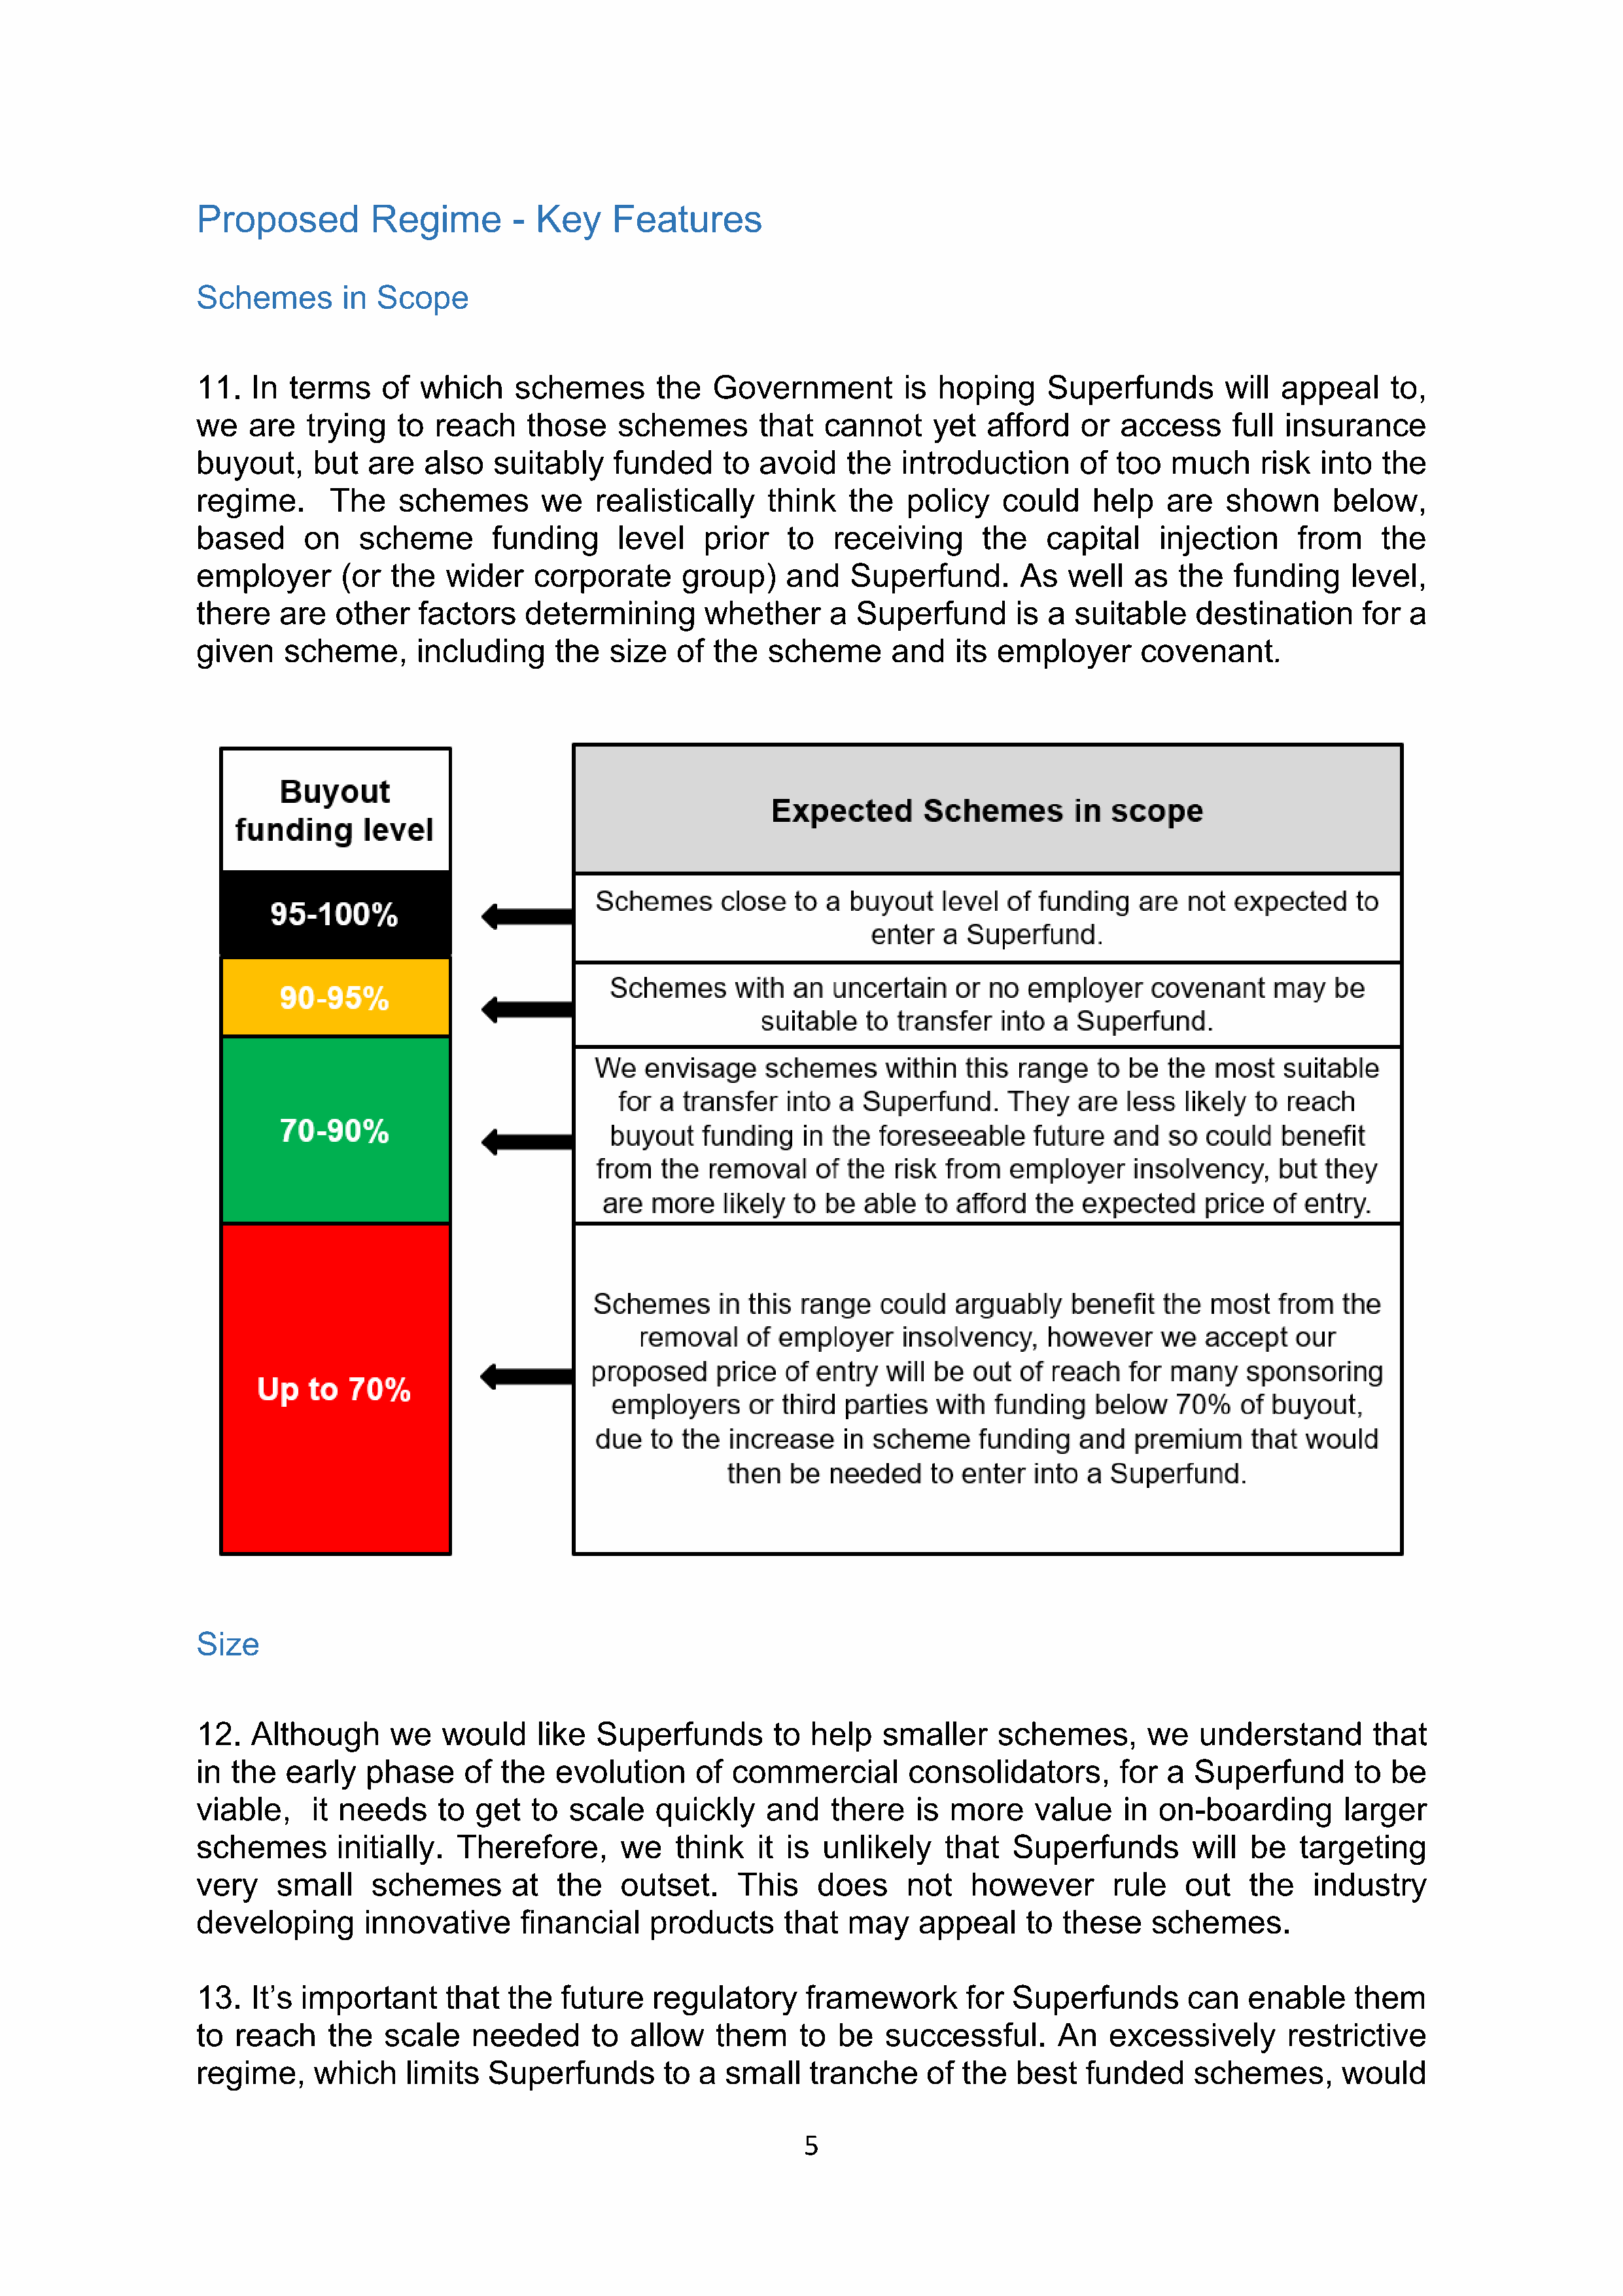 Proposed Regime - Key Features
Schemes in Scope
11. In terms of which schemes the Government is hoping Superfunds will appeal to,
we are trying to reach those schemes that cannot yet afford or access full insurance
buyout, but are also suitably funded to avoid the introduction of too much risk into the
regime. The schemes we realistically think the policy could help are shown below,
based on scheme funding level prior to receiving the capital injection from the
employer (or the wider corporate group) and Superfund. As well as the funding level,
there are other factors determining whether a Superfund is a suitable destination for a
given scheme, including the size of the scheme and its employer covenant.
Buyout
funding level
Expected Schemes in scope
95-100%
Schemes close to a buyout level of funding are not expected to
enter a Superfund.
90-95%
Schemes with an uncertain or no employer covenant may be
suitable to transfer into a Superfund.
70-90%
We envisage schemes within this range to be the most suitable
for a transfer into a Superfund. They are less likely to reach
buyout funding in the foreseeable future and so could benefit
from the removal of the risk from employer insolvency, but they
are more likely to be able to afford the expected price of entry.
Up to 70%
Schemes in this range could arguably benefit the most from the
removal of employer insolvency, however we accept our
proposed price of entry will be out of reach for many sponsoring
employers or third parties with funding below 70% of buyout,
due to the increase in scheme funding and premium that would
then be needed to enter into a Superfund.
Size
12. Although we would like Superfunds to help smaller schemes, we understand that
in the early phase of the evolution of commercial consolidators, for a Superfund to be
viable, it needs to get to scale quickly and there is more value in on-boarding larger
schemes initially. Therefore, we think it is unlikely that Superfunds will be targeting
very small schemes at the outset. This does not however rule out the industry
developing innovative financial products that may appeal to these schemes.
13. It’s important that the future regulatory framework for Superfunds can enable them
to reach the scale needed to allow them to be successful. An excessively restrictive
regime, which limits Superfunds to a small tranche of the best funded schemes, would
5